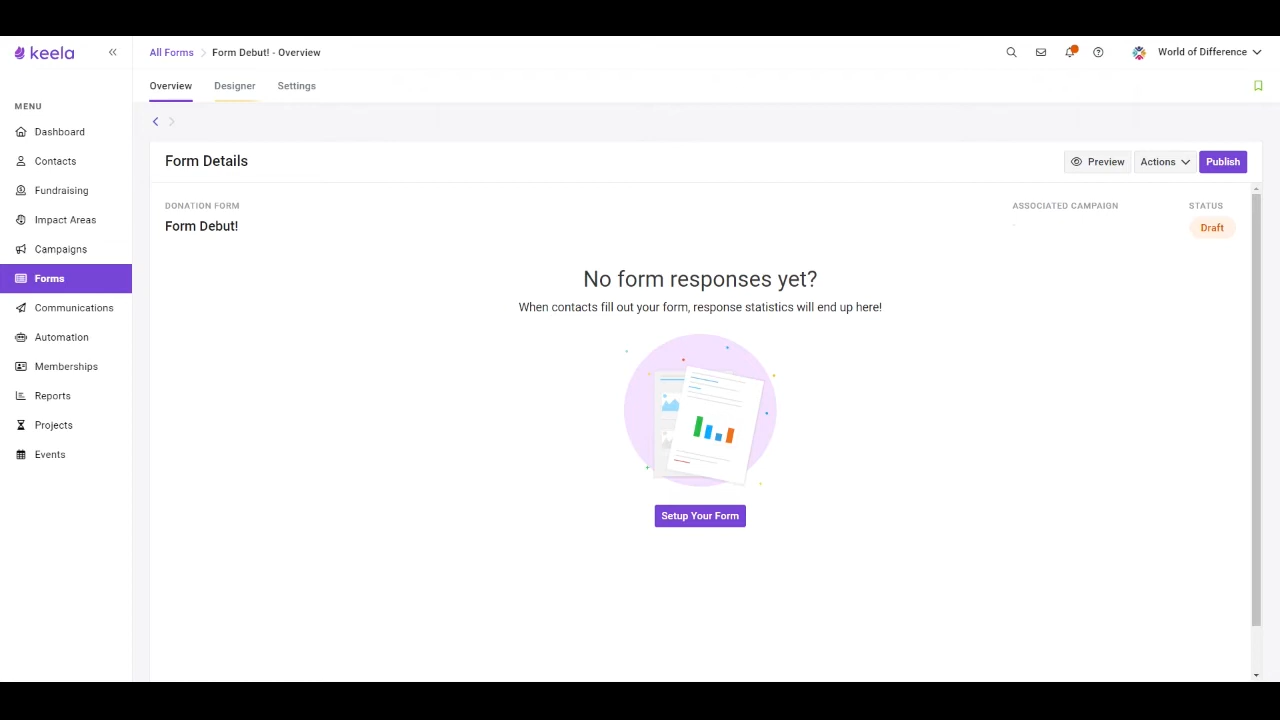 keela
All Forms
Form Debut! - Overview
World of Difference
Overview
Designer
Settings
MENU
Dashboard
Contacts
Fundraising
Impact Areas
Campaigns
Forms
Communications
Automation
Memberships
Reports
Projects
Events
Form Details
Preview
Actions
Publish
DONATION FORM
ASSOCIATED CAMPAIGN
STATUS
Form Debut!
-
Draft
No form responses yet?
When contacts fill out your form, response statistics will end up here!
Setup Your Form